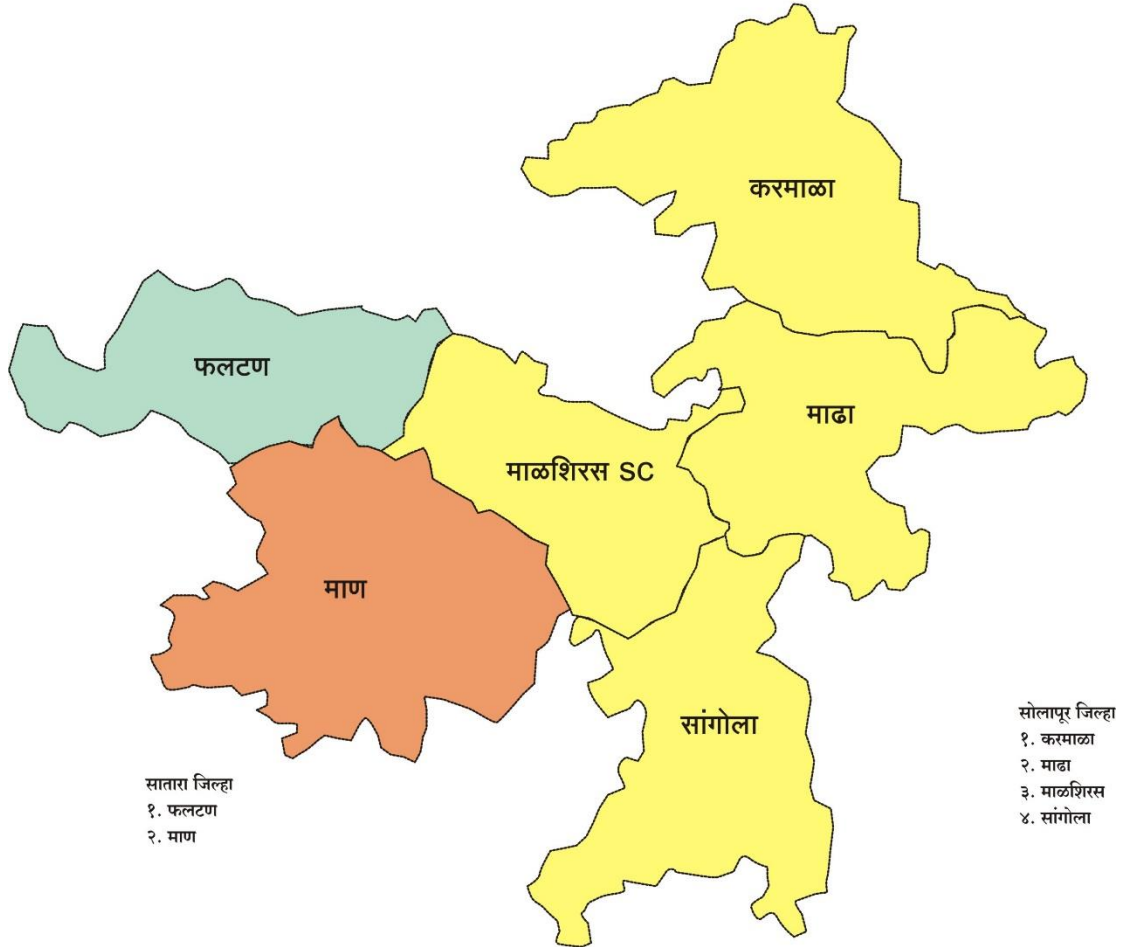 करमाळा
फलटण
माढा
माळशिरस SC
माण
सांगोला
सातारा जिल्हा
१. फलटण
२. माण
सोलापूर जिल्हा
१. करमाळा
२. माढा
३. माळशिरस
४. सांगोला